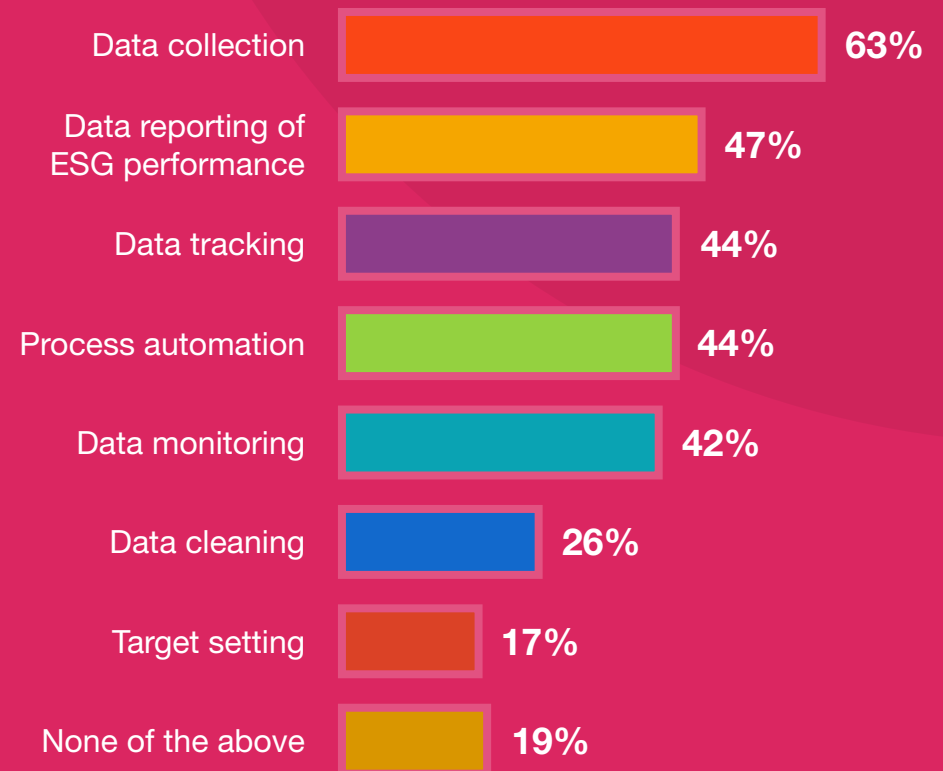 Data collection
63%
Data reporting of
ESG performance
47%
Data tracking
44%
Process automation
44%
Data monitoring
42%
Data cleaning
26%
Target setting
17%
None of the above
19%